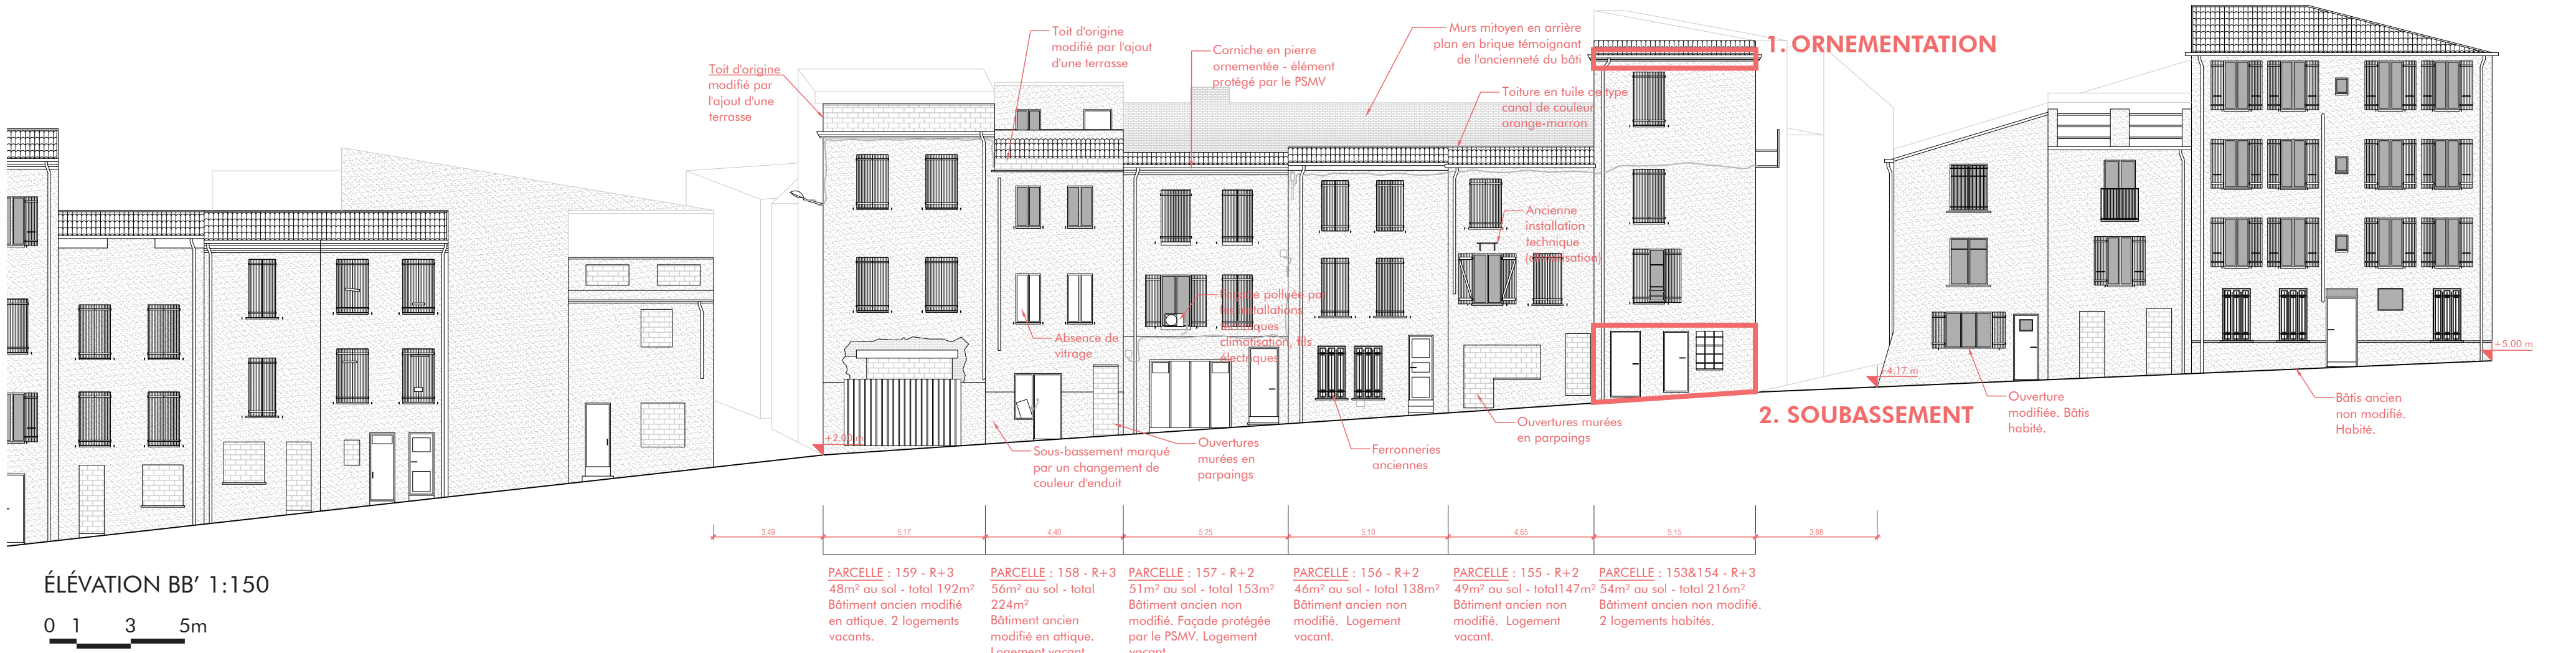 Toit d'origine
modifié par
l'ajout d'une
terrasse
Toit d'origine
modifié par l'ajout
d'une terrasse
Corniche en pierre
ornementée - élément
protégé par le PSMV
Murs mitoyen en arrière
plan en brique témoignant
de l'ancienneté du bâti
Toiture en tuile de type
canal de couleur
orange-marron
1. ORNEMENTATION
Ancienne
installation
technique
(climatisation)
Façade polluée par
les installations
techniques
climatisation, fils
électriques
Absence de
vitrage
2. SOUBASSEMENT
+2.00 m
+4.17 m
+5.00 m
Sous-bassement marqué
par un changement de
couleur d'enduit
Ouvertures
murées en
parpaings
Ferronneries
anciennes
Ouvertures murées
en parpaings
Ouverture
modifiée. Bâtis
habité.
Bâtis ancien
non modifié.
Habité.
3,49 5,17 4,40 5,25 5,10 4,65 5,15 3,88
PARCELLE : 159 - R+3
48m² au sol - total 192m²
Bâtiment ancien modifié
en attique. 2 logements
vacants.
PARCELLE : 158 - R+3
56m² au sol - total
224m²
Bâtiment ancien
modifié en attique.
Logement vacant
PARCELLE : 157 - R+2
51m² au sol - total 153m²
Bâtiment ancien non
modifié. Façade protégée
par le PSMV. Logement
vacant
PARCELLE : 156 - R+2
46m² au sol - total 138m²
Bâtiment ancien non
modifié. Logement
vacant.
PARCELLE : 155 - R+2
49m² au sol - total147m²
Bâtiment ancien non
modifié. Logement
vacant.
PARCELLE : 153&154 - R+3
54m² au sol - total 216m²
Bâtiment ancien non modifié.
2 logements habités.
ÉLÉVATION BB' 1:150
0 1 3 5m